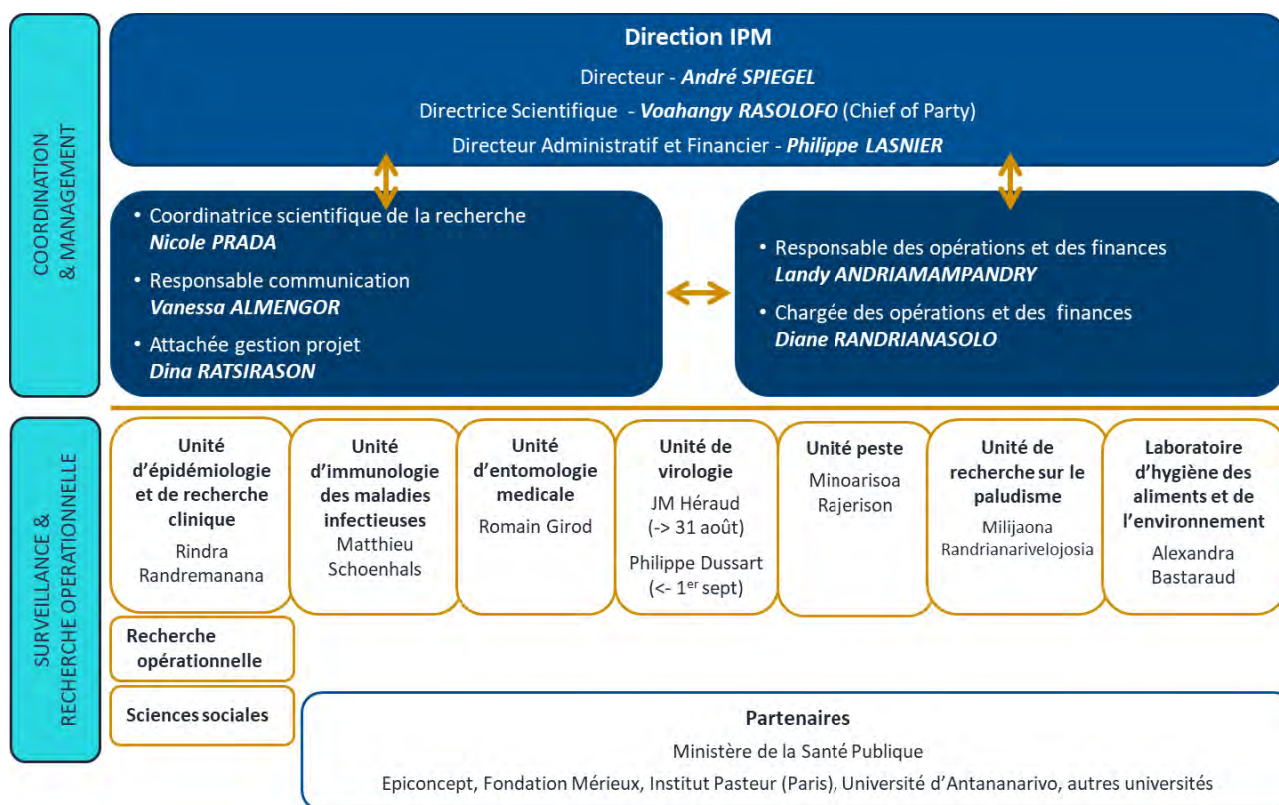 COORDINATION
& MANAGEMENT
Direction IPM
Directeur - André SPIEGEL
Directrice Scientifique - Voahangy RASOLOFO (Chief of Party)
Directeur Administratif et Financier - Philippe LASNIER
• Coordinatrice scientifique de la recherche
Nicole PRADA
• Responsable communication
Vanessa ALMENGOR
• Attachée gestion projet
Dina RATSIRASON
• Responsable des opérations et des finances
Landy ANDRIAMAMPANDRY
• Chargée des opérations et des finances
Diane RANDRIANASOLO
SURVEILLANCE &
RECHERCHE OPERATIONNELLE
Unité
d'épidémiologie
et de recherche
clinique
Rindra
Randremanana
Unité
d'immunologie
des maladies
infectieuses
Matthieu
Schoenhals
Unité
d'entomologie
medicale
Romain Girod
Unité de
virologie
JM Héraud
(-> 31 août)
Philippe Dussart
(<- 1er sept)
Unité peste
Minoarisoa
Rajerison
Unité de
recherche sur le
paludisme
Milijaona
Randrianarivelojosia
Laboratoire
d'hygiène des
aliments et de
l'environnement
Alexandra
Bastaraud
Recherche
opérationnelle
Sciences sociales
Partenaires
Ministère de la Santé Publique
Epiconcept, Fondation Mérieux, Institut Pasteur (Paris), Université d'Antananarivo, autres universités